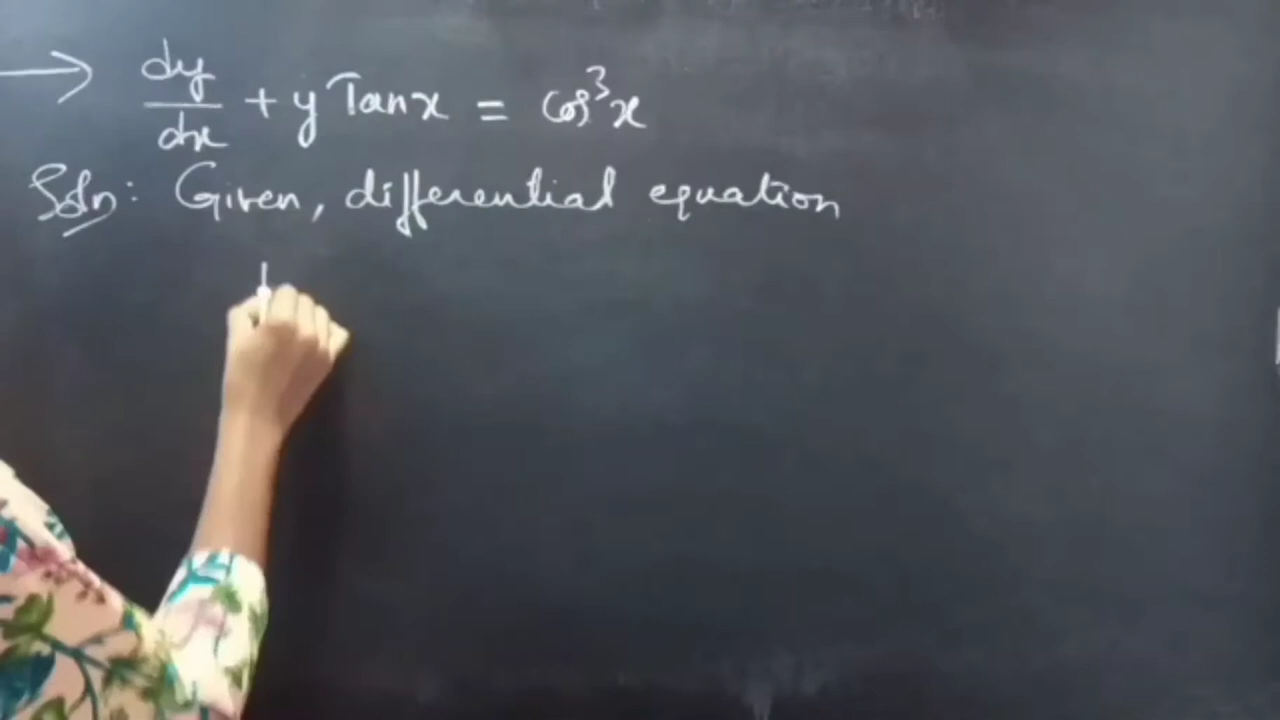 → dy/dx + y Tanx = cos³x
Soln: Given, differential equation